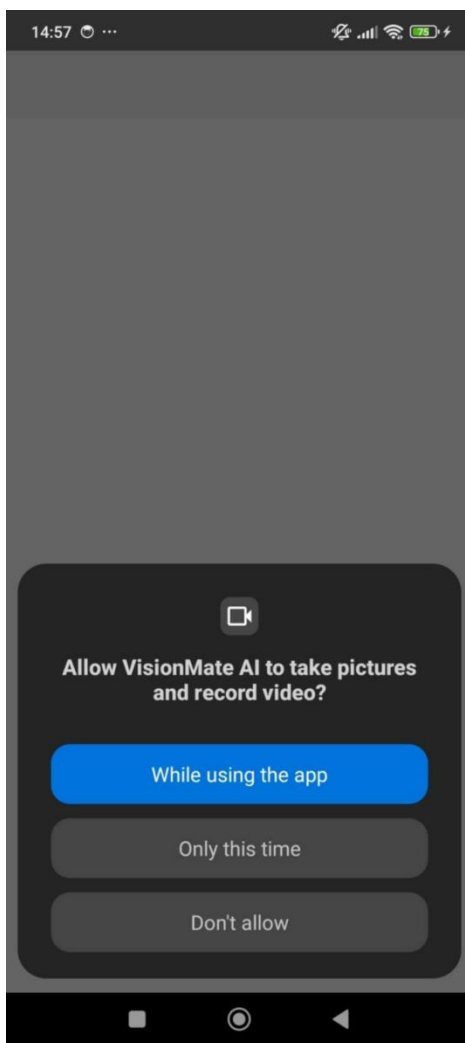 14:57 ···
75
Allow VisionMate AI to take pictures
and record video?
While using the app
Only this time
Don't allow